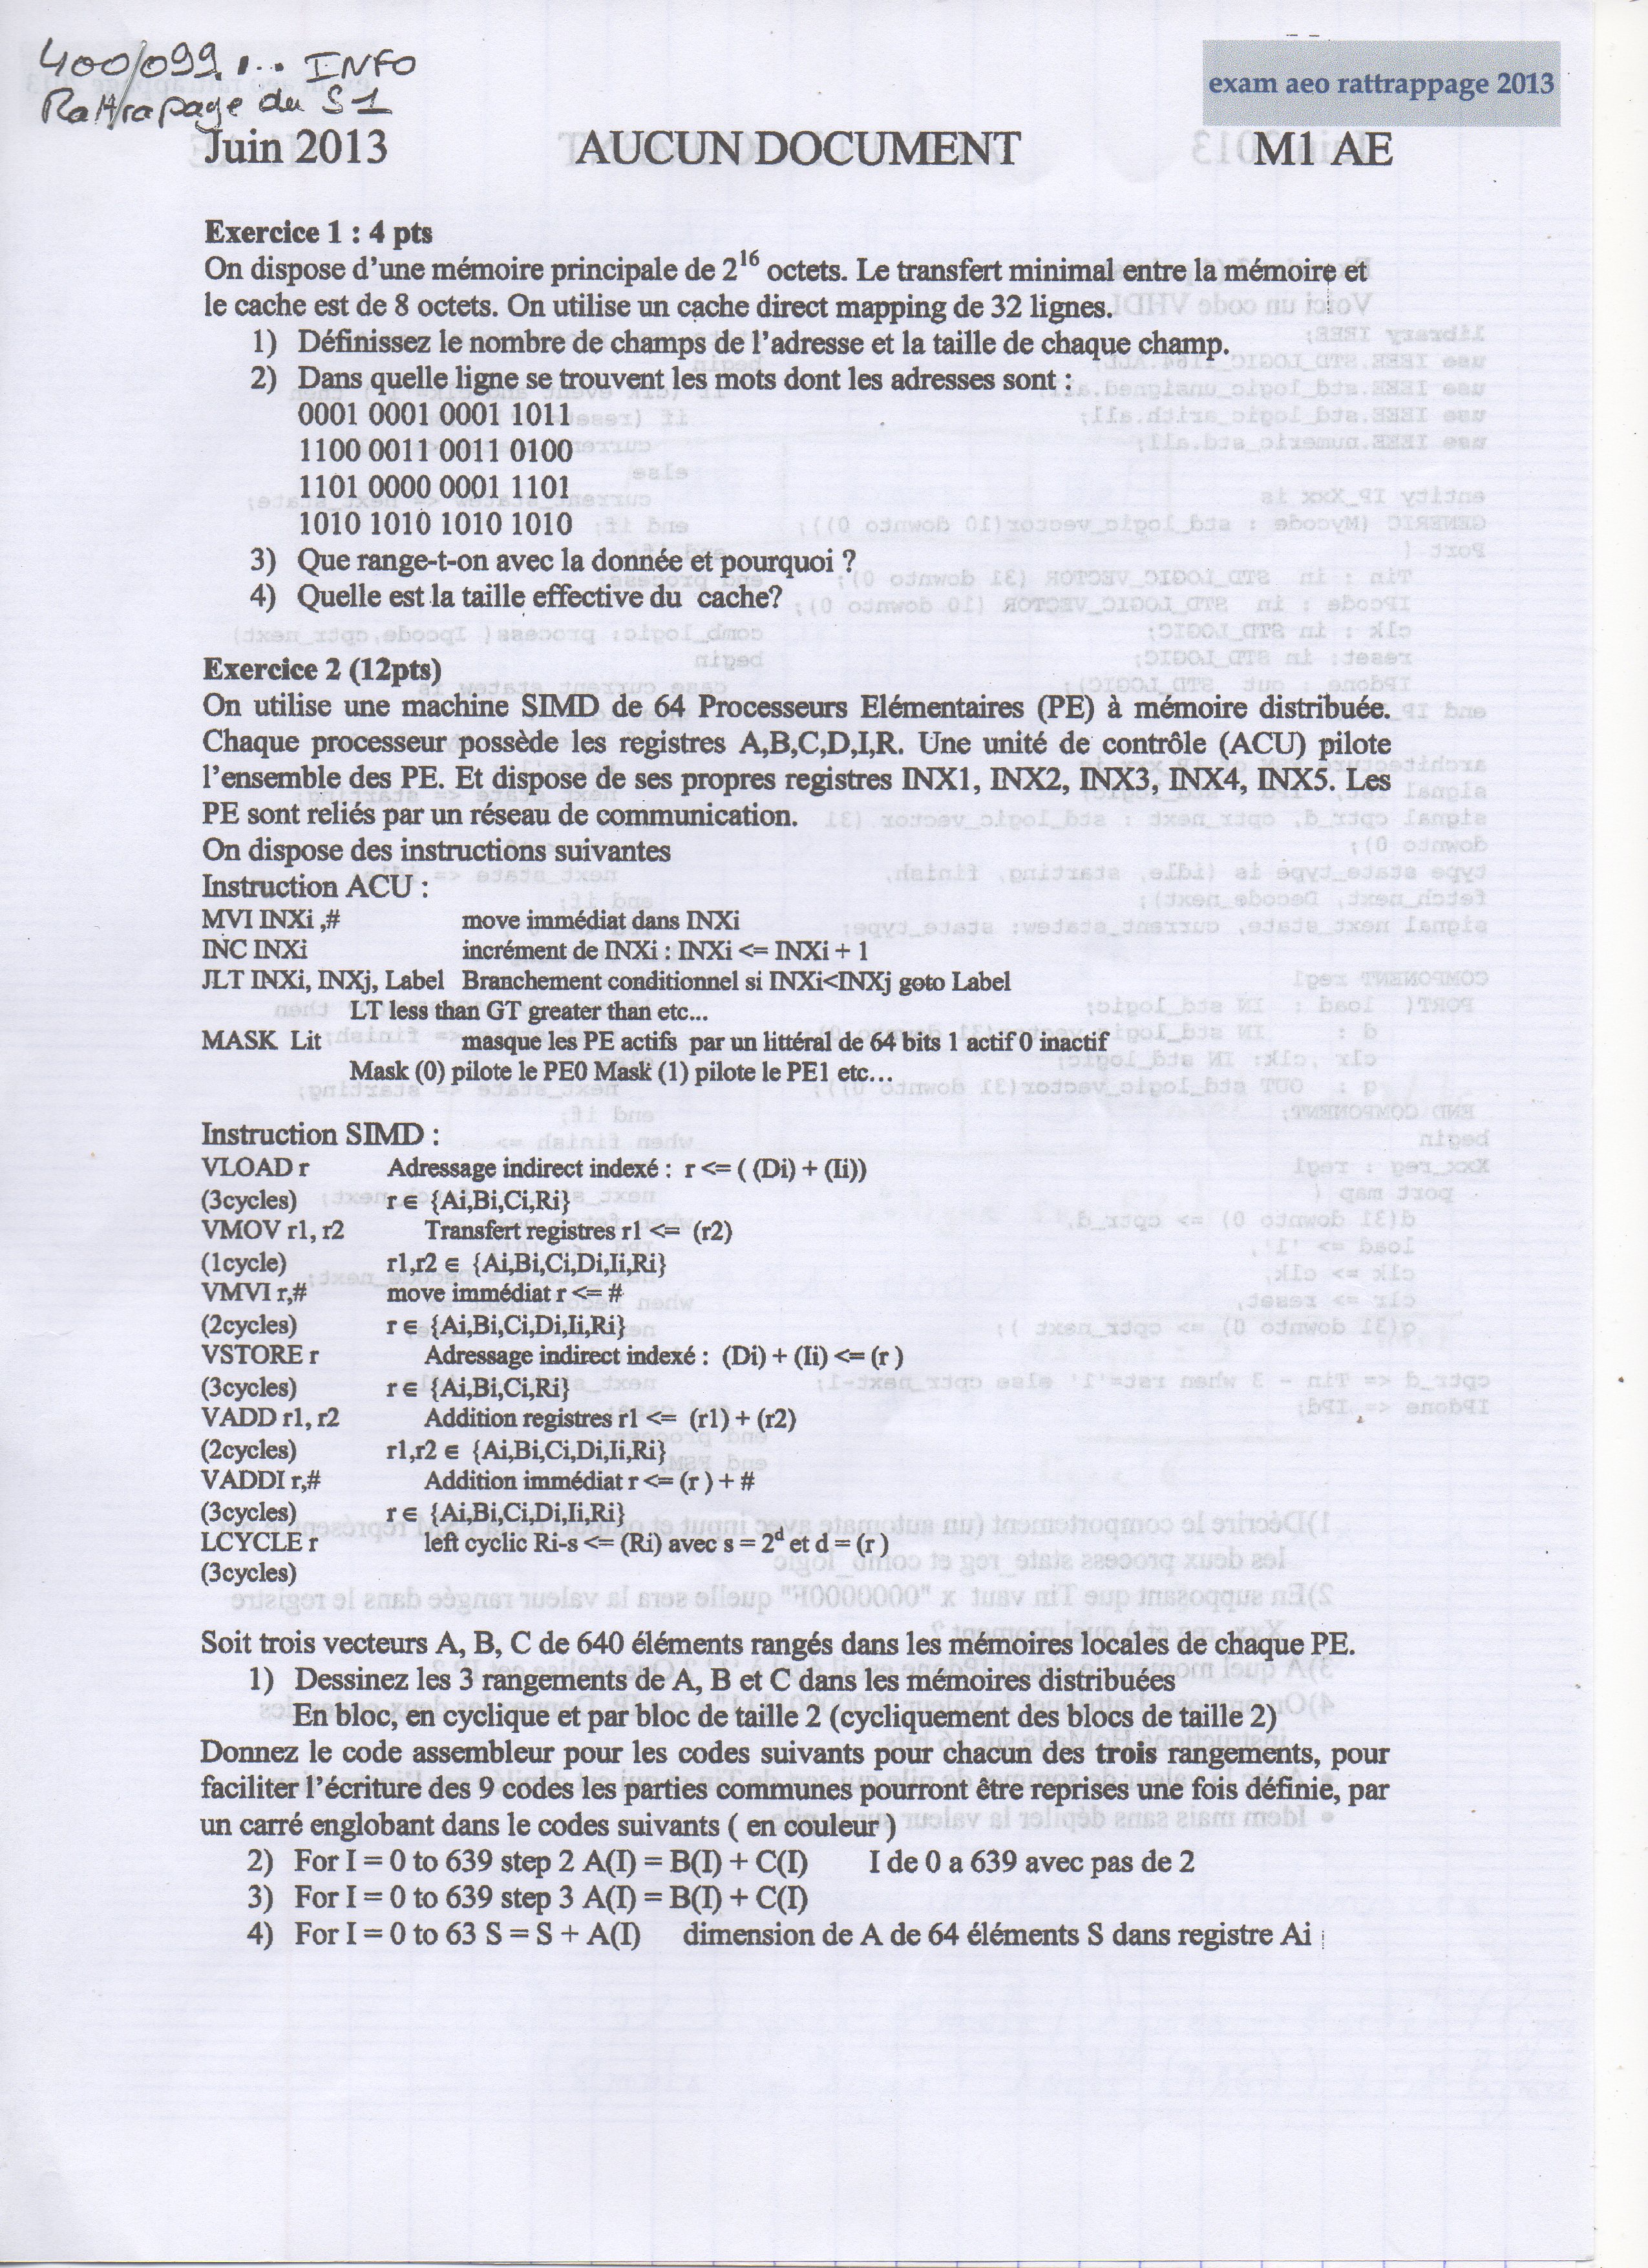 400/099... INFO
Rattrapage du S1
exam aeo rattrappage 2013
Juin 2013 AUCUN DOCUMENT M1 AE
Exercice 1 : 4 pts
On dispose d'une mémoire principale de 2^16 octets. Le transfert minimal entre la mémoire et
le cache est de 8 octets. On utilise un cache direct mapping de 32 lignes.
1) Définissez le nombre de champs de l'adresse et la taille de chaque champ.
2) Dans quelle ligne se trouvent les mots dont les adresses sont :
0001 0001 0001 1011
1100 0011 0011 0100
1101 0000 0001 1101
1010 1010 1010 1010
3) Que range-t-on avec la donnée et pourquoi ?
4) Quelle est la taille effective du cache?
Exercice 2 (12pts)
On utilise une machine SIMD de 64 Processeurs Elémentaires (PE) à mémoire distribuée.
Chaque processeur possède les registres A,B,C,D,I,R. Une unité de contrôle (ACU) pilote
l'ensemble des PE. Et dispose de ses propres registres INX1, INX2, INX3, INX4, INX5. Les
PE sont reliés par un réseau de communication.
On dispose des instructions suivantes
Instruction ACU :
MVI INXi ,# move immédiat dans INXi
INC INXi incrément de INXi : INXi <= INXi + 1
JLT INXi, INXj, Label Branchement conditionnel si INXi<INXj goto Label
LT less than GT greater than etc...
MASK Lit masque les PE actifs par un littéral de 64 bits 1 actif 0 inactif
Mask (0) pilote le PE0 Mask (1) pilote le PE1 etc...
Instruction SIMD :
VLOAD r Adressage indirect indexé : r <= ( (Di) + (Ii))
(3cycles) r ∈ {Ai,Bi,Ci,Ri}
VMOV r1, r2 Transfert registres r1 <= (r2)
(1cycle) r1,r2 ∈ {Ai,Bi,Ci,Di,Ii,Ri}
VMVI r,# move immédiat r <= #
(2cycles) r ∈ {Ai,Bi,Ci,Di,Ii,Ri}
VSTORE r Adressage indirect indexé : (Di) + (Ii) <= (r )
(3cycles) r ∈ {Ai,Bi,Ci,Ri}
VADD r1, r2 Addition registres r1 <= (r1) + (r2)
(2cycles) r1,r2 ∈ {Ai,Bi,Ci,Di,Ii,Ri}
VADDI r,# Addition immédiat r <= (r ) + #
(3cycles) r ∈ {Ai,Bi,Ci,Di,Ii,Ri}
LCYCLE r left cyclic Ri-s <= (Ri) avec s = 2^d et d = (r )
(3cycles)
Soit trois vecteurs A, B, C de 640 éléments rangés dans les mémoires locales de chaque PE.
1) Dessinez les 3 rangements de A, B et C dans les mémoires distribuées
En bloc, en cyclique et par bloc de taille 2 (cycliquement des blocs de taille 2)
Donnez le code assembleur pour les codes suivants pour chacun des trois rangements, pour
faciliter l'écriture des 9 codes les parties communes pourront être reprises une fois définie, par
un carré englobant dans le codes suivants ( en couleur )
2) For I = 0 to 639 step 2 A(I) = B(I) + C(I) I de 0 a 639 avec pas de 2
3) For I = 0 to 639 step 3 A(I) = B(I) + C(I)
4) For I = 0 to 63 S = S + A(I) dimension de A de 64 éléments S dans registre Ai